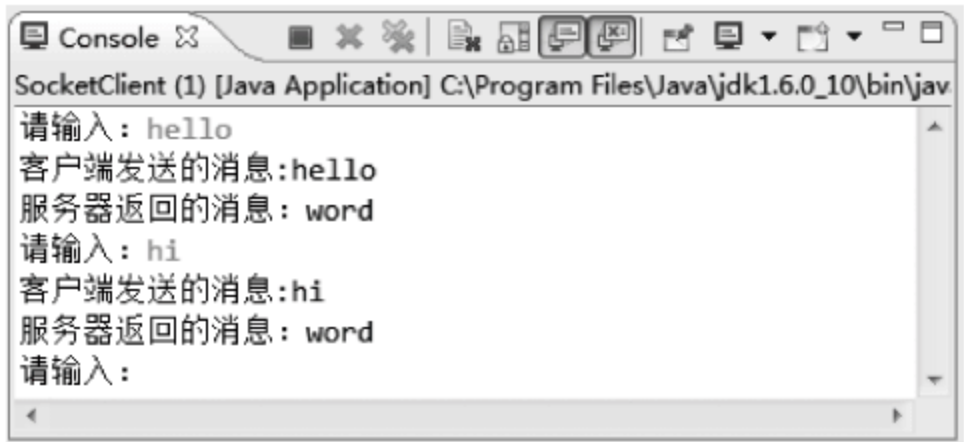 Console
SocketClient (1) [Java Application] C:\Program Files\Java\jdk1.6.0_10\bin\jav
请输入：hello
客户端发送的消息:hello
服务器返回的消息：word
请输入：hi
客户端发送的消息:hi
服务器返回的消息：word
请输入：